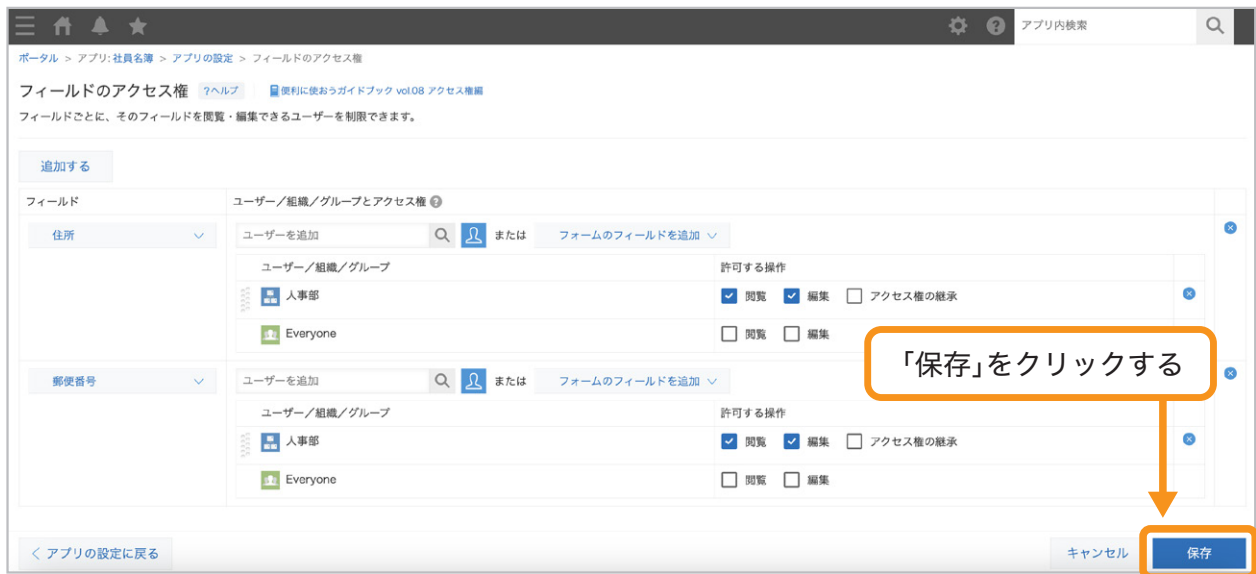 アプリ内検索
ポータル > アプリ: 社員名簿 > アプリの設定 > フィールドのアクセス権
フィールドのアクセス権 ?ヘルプ 便利に使おうガイドブック vol.08 アクセス権編
フィールドごとに、そのフィールドを閲覧・編集できるユーザーを制限できます。
追加する
フィールド ユーザー／組織／グループとアクセス権 ?
住所 ユーザーを追加 または フォームのフィールドを追加
ユーザー／組織／グループ 許可する操作
人事部 閲覧 編集 アクセス権の継承
Everyone 閲覧 編集
「保存」をクリックする
郵便番号 ユーザーを追加 または フォームのフィールドを追加
ユーザー／組織／グループ 許可する操作
人事部 閲覧 編集 アクセス権の継承
Everyone 閲覧 編集
< アプリの設定に戻る キャンセル 保存